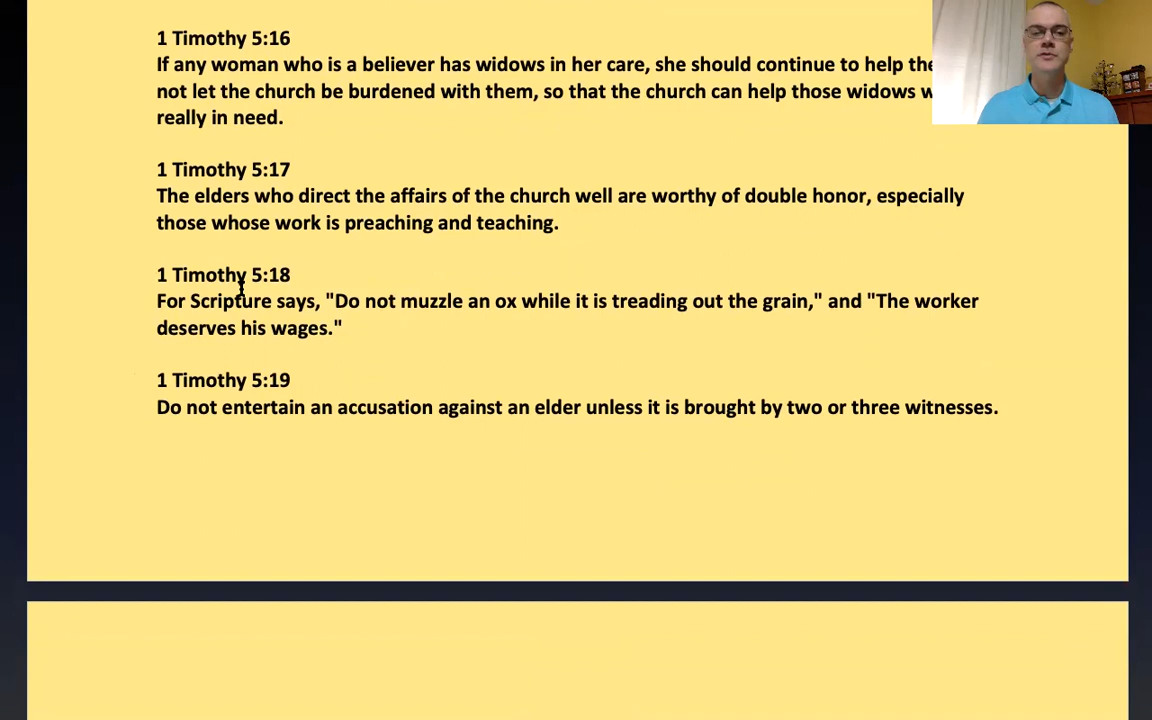 1 Timothy 5:16
If any woman who is a believer has widows in her care, she should continue to help
not let the church be burdened with them, so that the church can help those widows
really in need.
1 Timothy 5:17
The elders who direct the affairs of the church well are worthy of double honor, especially
those whose work is preaching and teaching.
1 Timothy 5:18
For Scripture says, "Do not muzzle an ox while it is treading out the grain," and "The worker
deserves his wages."
1 Timothy 5:19
Do not entertain an accusation against an elder unless it is brought by two or three witnesses.